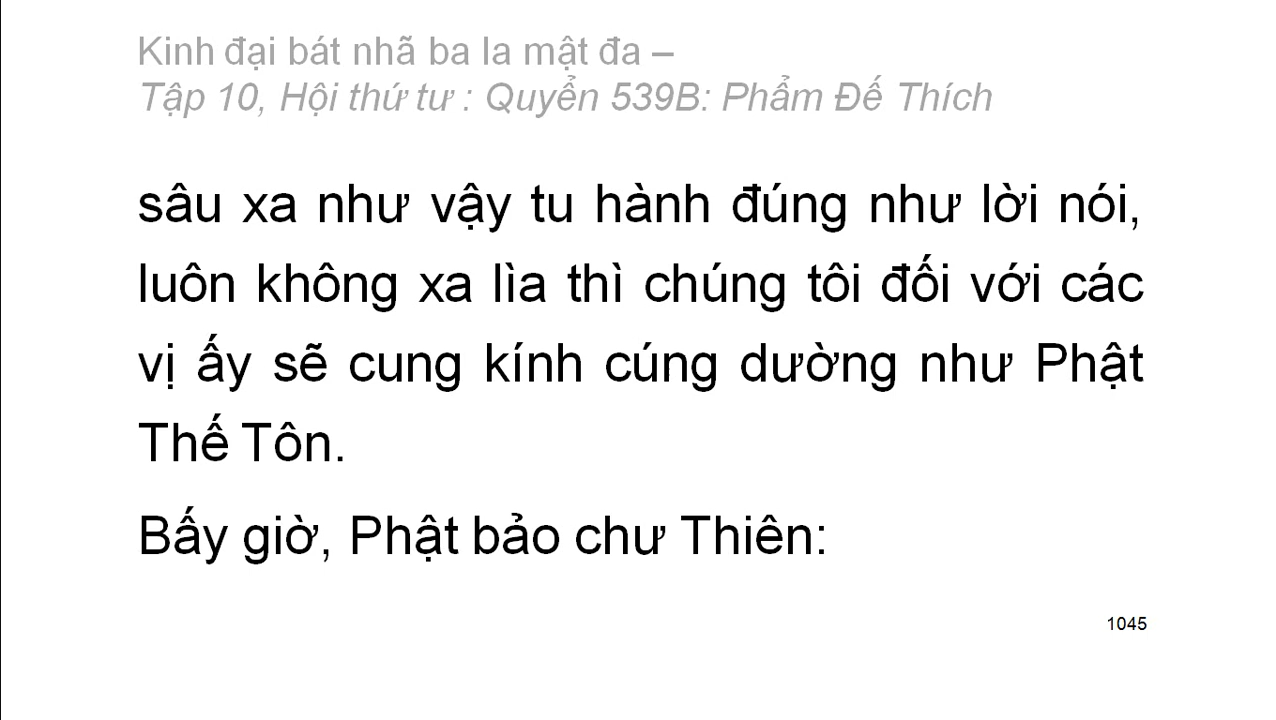 Kinh đại bát nhã ba la mật đa –
Tập 10, Hội thứ tư : Quyển 539B: Phẩm Đế Thích
sâu xa như vậy tu hành đúng như lời nói,
luôn không xa lìa thì chúng tôi đối với các
vị ấy sẽ cung kính cúng dường như Phật
Thế Tôn.
Bấy giờ, Phật bảo chư Thiên:
1045